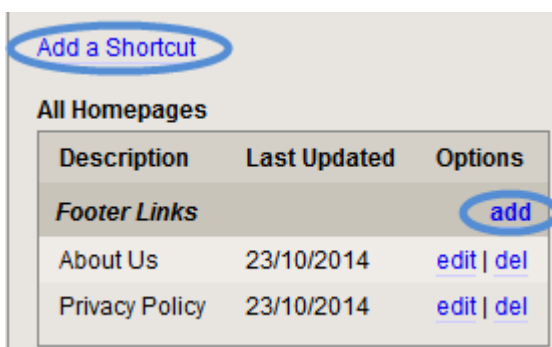 Add a Shortcut
All Homepages
Description Last Updated Options
Footer Links add
About Us 23/10/2014 edit | del
Privacy Policy 23/10/2014 edit | del